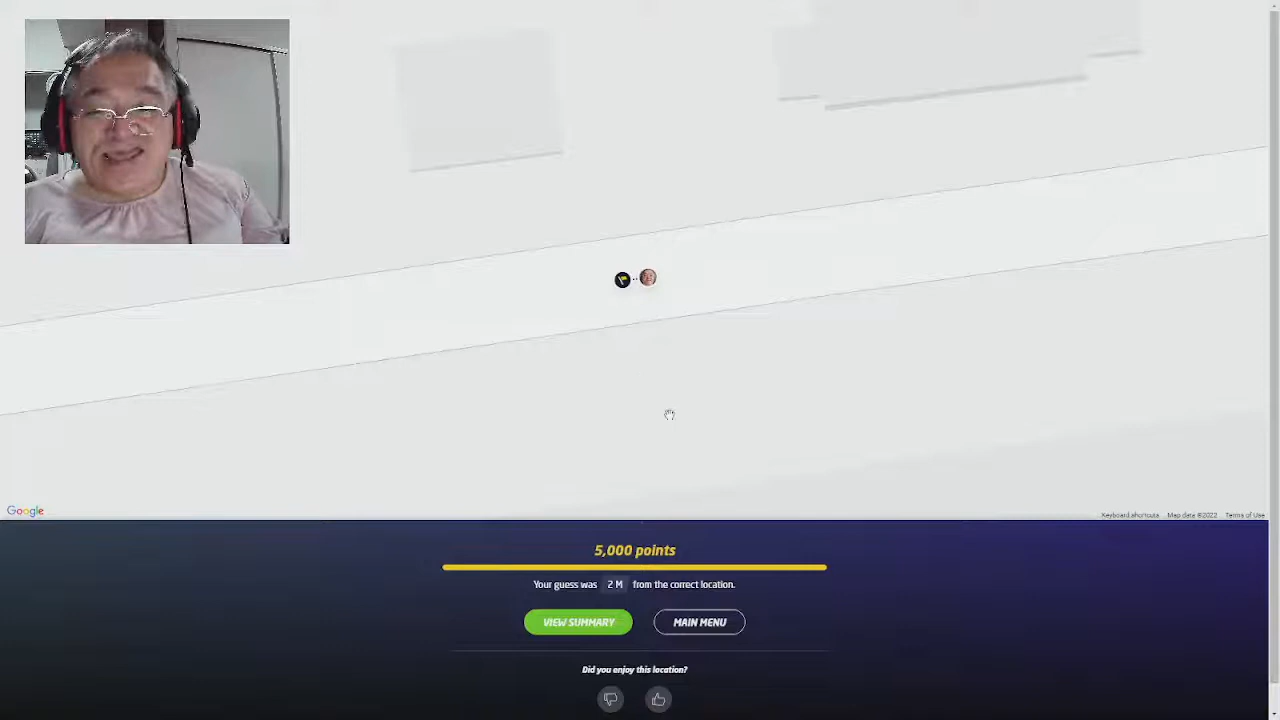 Google
Keyboard shortcuts Map data ©2022 Terms of Use
5,000 points
Your guess was 2 M from the correct location.
VIEW SUMMARY MAIN MENU
Did you enjoy this location?